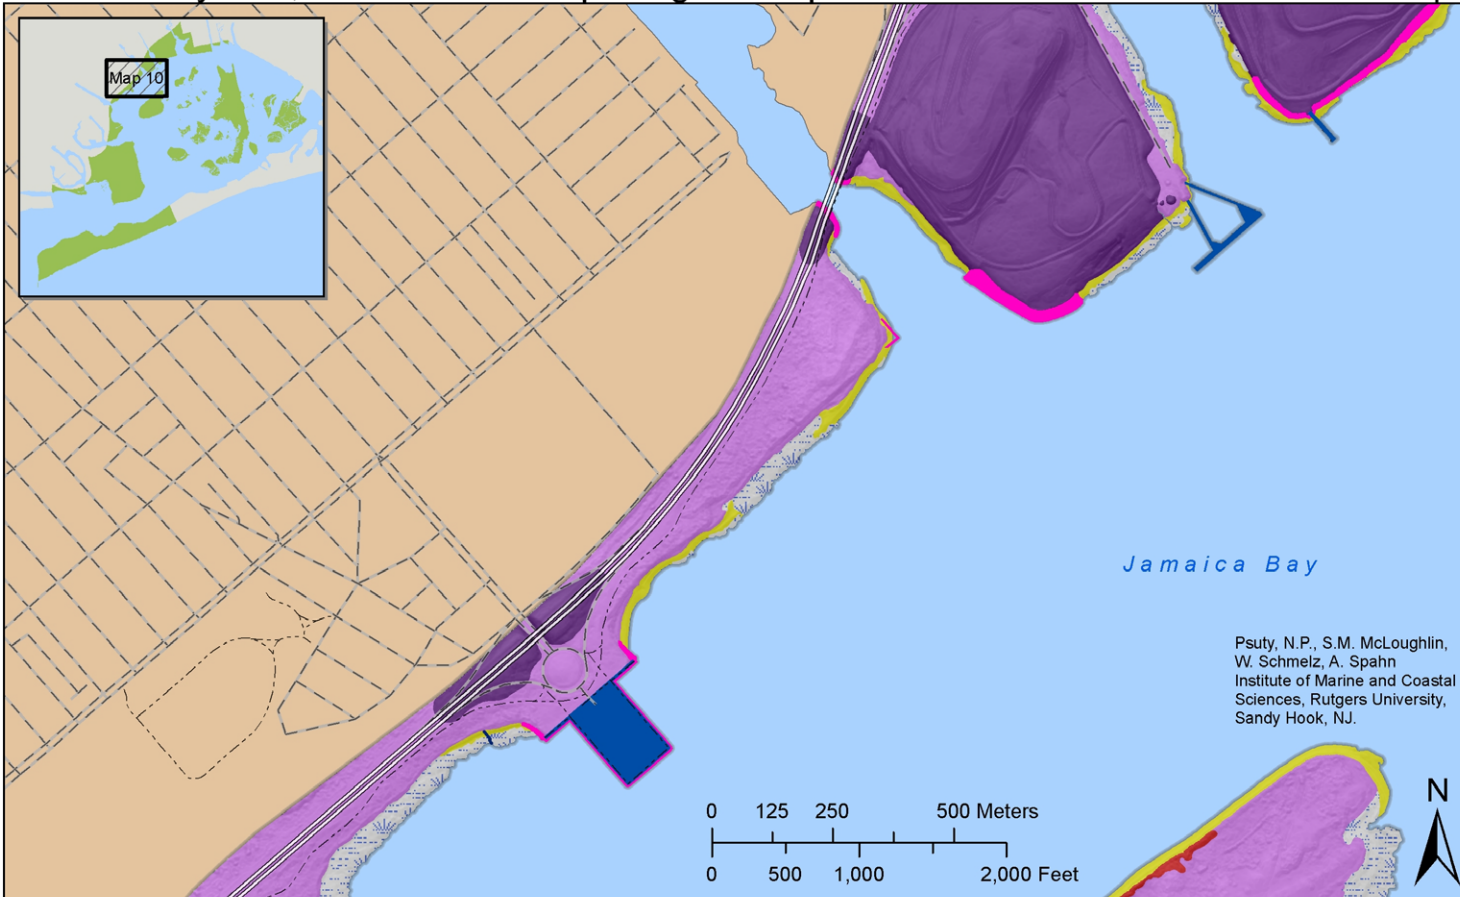 Map 10
Jamaica Bay
Psuty, N.P., S.M. McLoughlin,
W. Schmelz, A. Spahn
Institute of Marine and Coastal
Sciences, Rutgers University,
Sandy Hook, NJ.
N
0 125 250 500 Meters
0 500 1,000 2,000 Feet